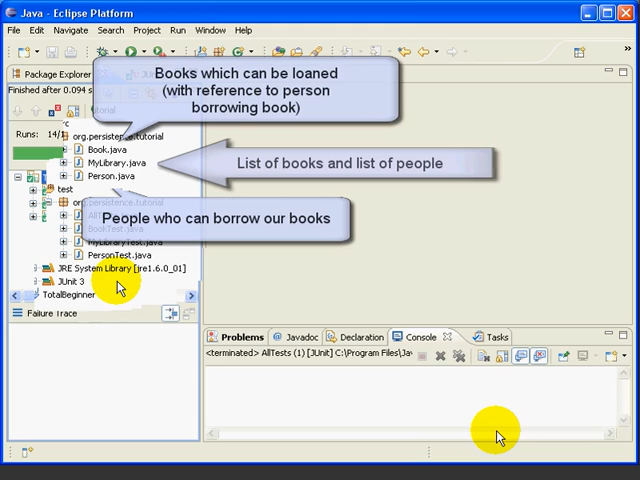 Java - Eclipse Platform
File Edit Navigate Search Project Run Window Help
Package Explorer
Finished after 0.094 s
Books which can be loaned
(with reference to person
borrowing book)
Runs: 14/1
org.persistence.tutorial
Book.java
MyLibrary.java
Person.java
List of books and list of people
test
org.persistence.tutorial
People who can borrow our books
BookTest.java
MyLibraryTest.java
PersonTest.java
JRE System Library [jre1.6.0_01]
JUnit 3
TotalBeginner
Failure Trace
Problems Javadoc Declaration Console Tasks
<terminated> AllTests (1) [JUnit] C:\Program Files\Jav